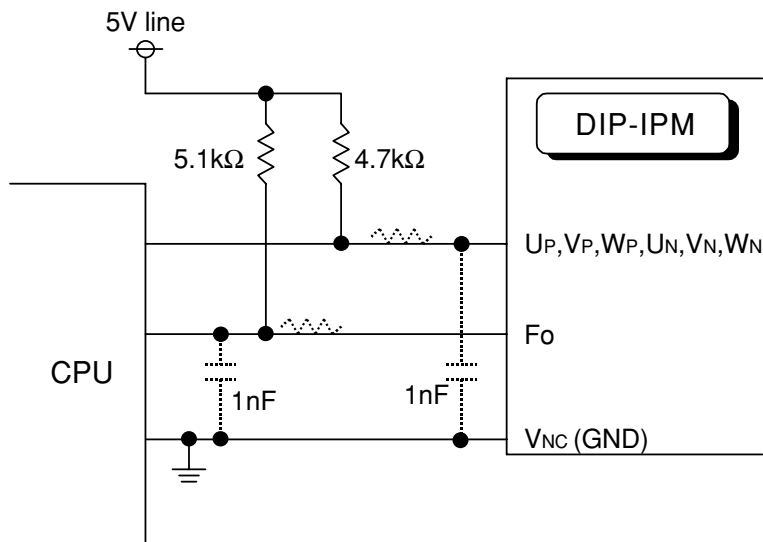 5V line
DIP-IPM
5.1kΩ
4.7kΩ
UP,VP,WP,UN,VN,WN
Fo
CPU
1nF
1nF
VNC (GND)